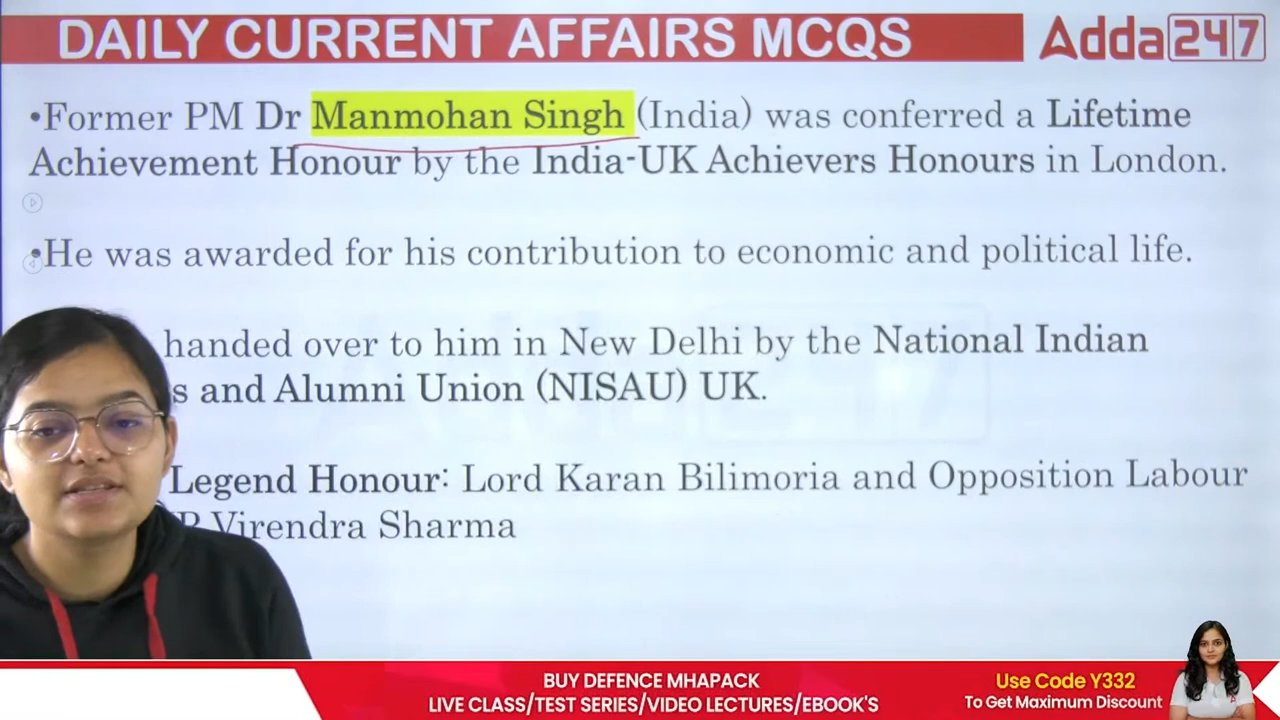 DAILY CURRENT AFFAIRS MCQS
Adda 247
•Former PM Dr Manmohan Singh (India) was conferred a Lifetime
Achievement Honour by the India-UK Achievers Honours in London.
•He was awarded for his contribution to economic and political life.
handed over to him in New Delhi by the National Indian
s and Alumni Union (NISAU) UK.
Legend Honour: Lord Karan Bilimoria and Opposition Labour
P Virendra Sharma
BUY DEFENCE MHAPACK
LIVE CLASS/TEST SERIES/VIDEO LECTURES/EBOOK'S
Use Code Y332
To Get Maximum Discount